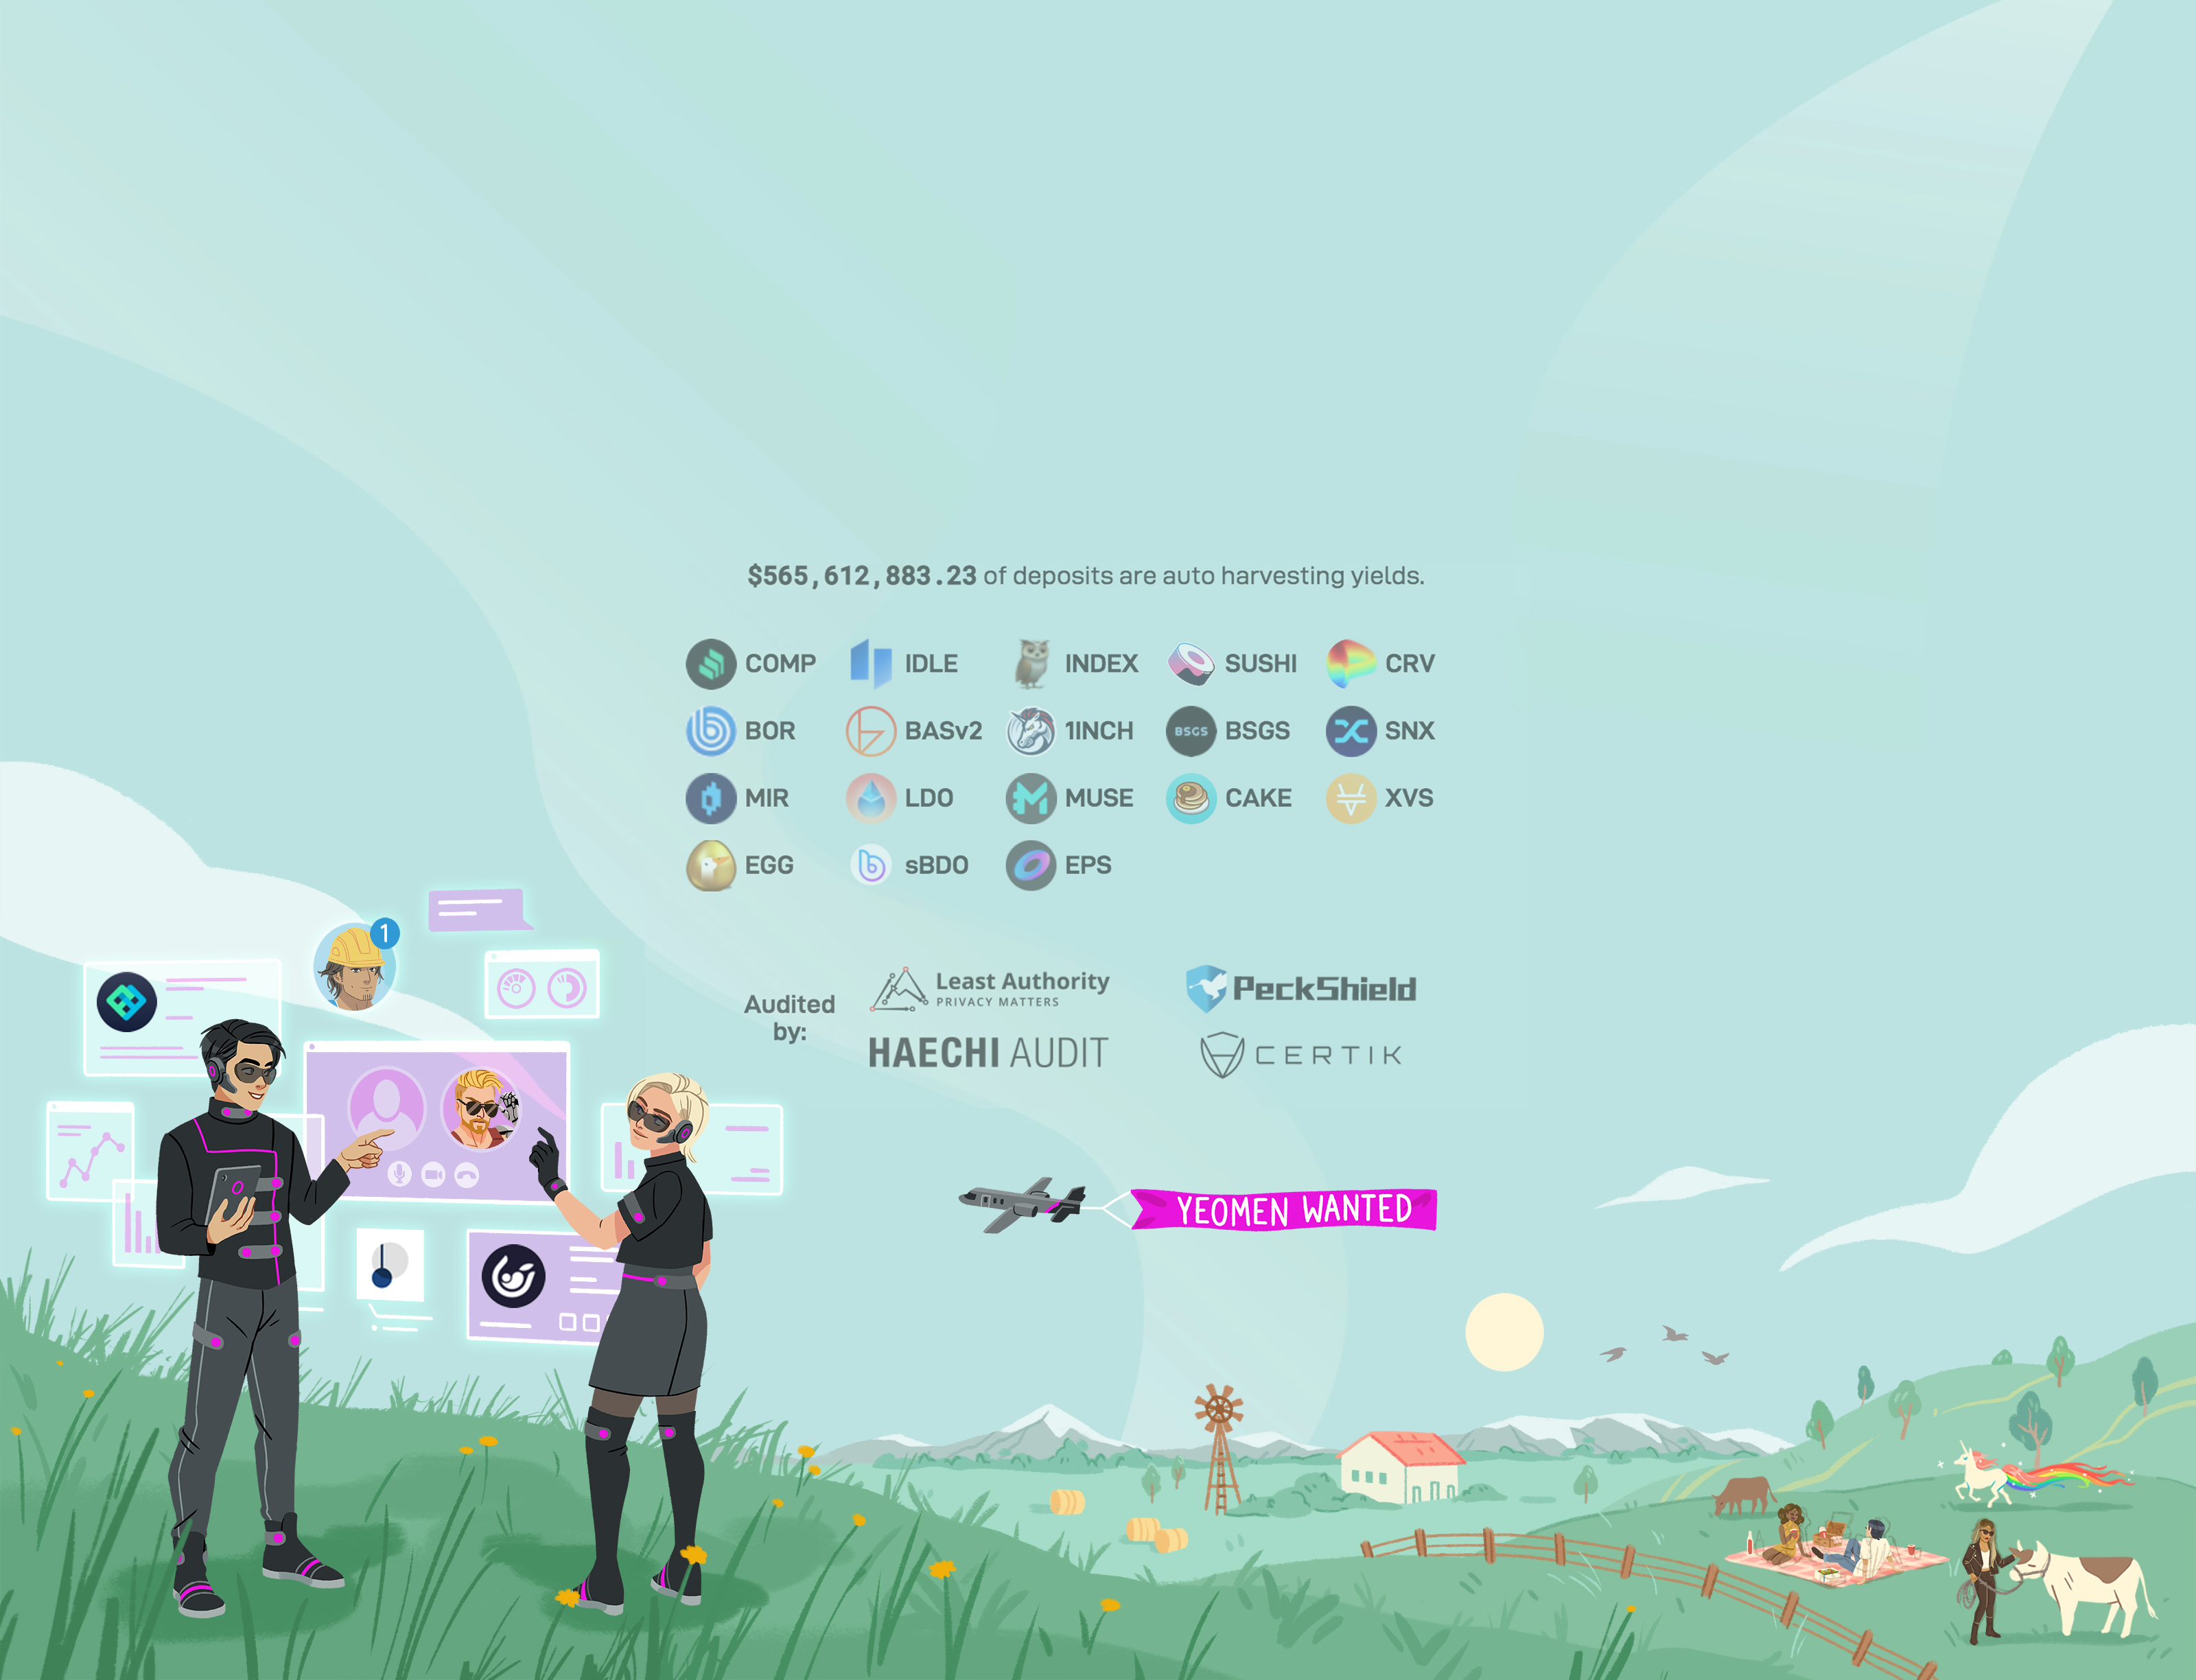 $565,612,883.23 of deposits are auto harvesting yields.
COMP IDLE INDEX SUSHI CRV
BOR BASv2 1INCH BSGS BSGS SNX
MIR LDO MUSE CAKE XVS
EGG sBDO EPS
1
Audited
by:
Least Authority
PRIVACY MATTERS
PeckShield
HAECHI AUDIT
CERTIK
YEOMEN WANTED